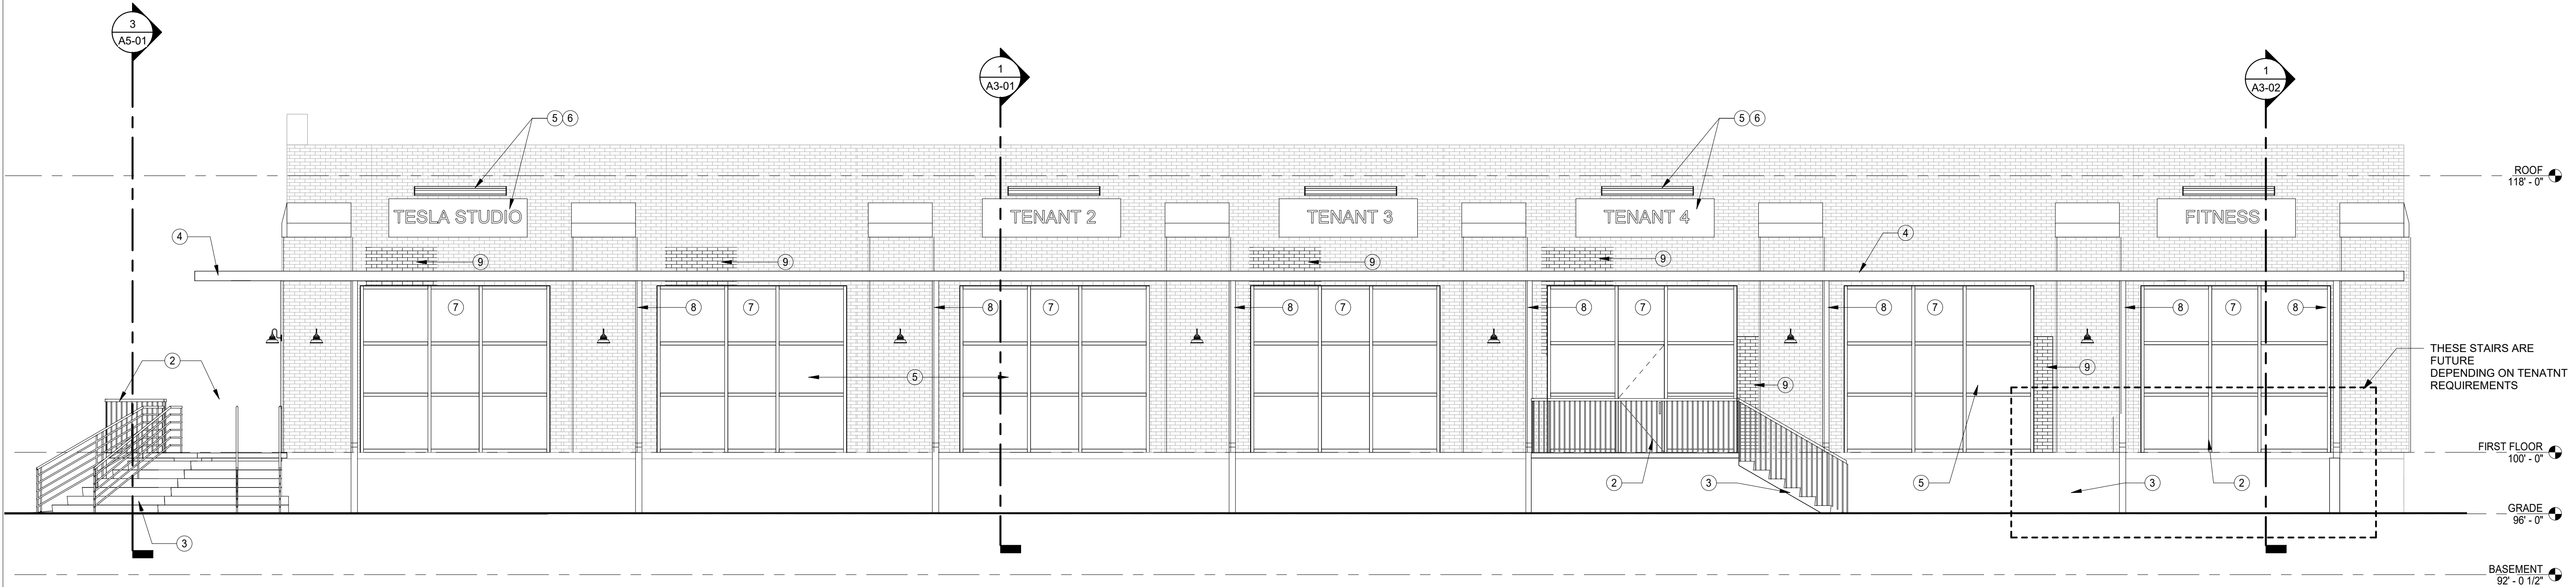 3
A5-01
1
A3-01
1
A3-02
5 6
5 6
ROOF
118' - 0"
TESLA STUDIO
TENANT 2
TENANT 3
TENANT 4
FITNESS
4
4
9
9
9
9
7
8
7
8
7
8
7
8
7
8
7
8
7
8
2
5
9
9
THESE STAIRS ARE
FUTURE
DEPENDING ON TENATNT
REQUIREMENTS
FIRST FLOOR
100' - 0"
2
3
5
3
2
GRADE
96' - 0"
3
BASEMENT
92' - 0 1/2"